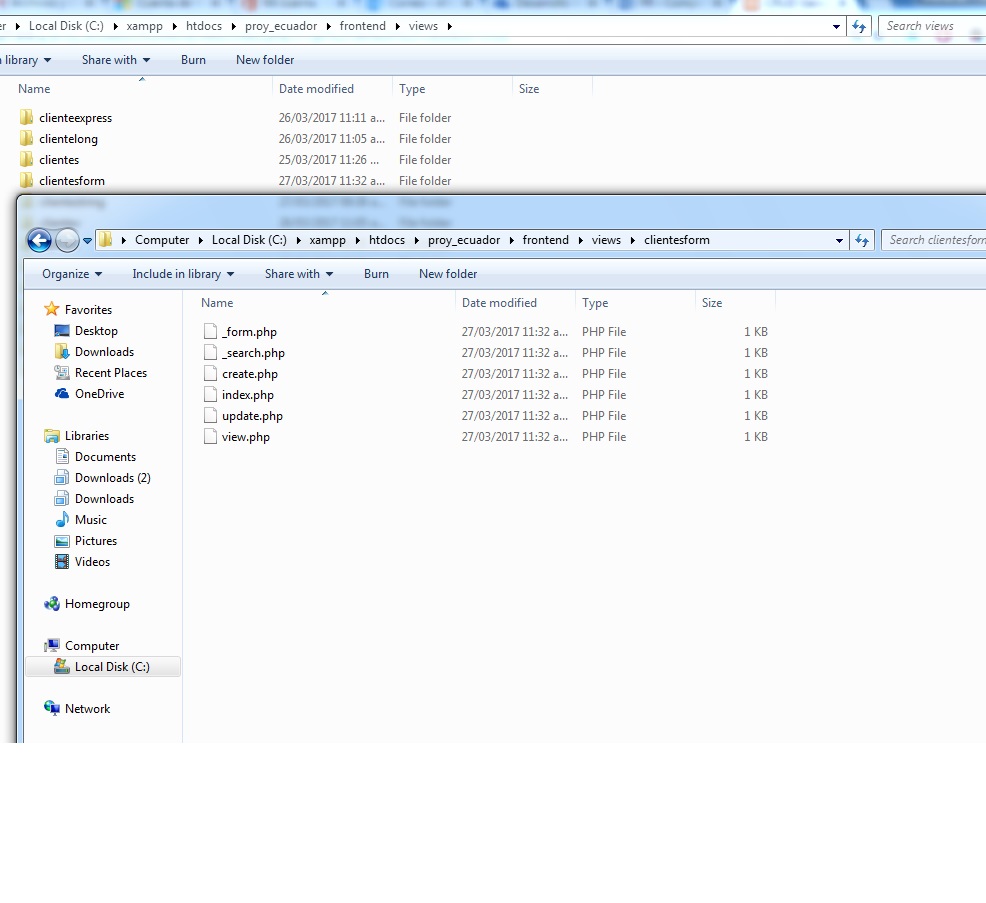 Local Disk (C:) xampp htdocs proy_ecuador frontend views Search views
library Share with Burn New folder
Name Date modified Type Size
clienteexpress 26/03/2017 11:11 a... File folder
clientelong 26/03/2017 11:05 a... File folder
clientes 25/03/2017 11:26 ... File folder
clientesform 27/03/2017 11:32 a... File folder
Computer Local Disk (C:) xampp htdocs proy_ecuador frontend views clientesform Search clientesform
Organize Include in library Share with Burn New folder
Name Date modified Type Size
Favorites
Desktop
Downloads
Recent Places
OneDrive
Libraries
Documents
Downloads (2)
Downloads
Music
Pictures
Videos
Homegroup
Computer
Local Disk (C:)
Network
_form.php 27/03/2017 11:32 a... PHP File 1 KB
_search.php 27/03/2017 11:32 a... PHP File 1 KB
create.php 27/03/2017 11:32 a... PHP File 1 KB
index.php 27/03/2017 11:32 a... PHP File 1 KB
update.php 27/03/2017 11:32 a... PHP File 1 KB
view.php 27/03/2017 11:32 a... PHP File 1 KB